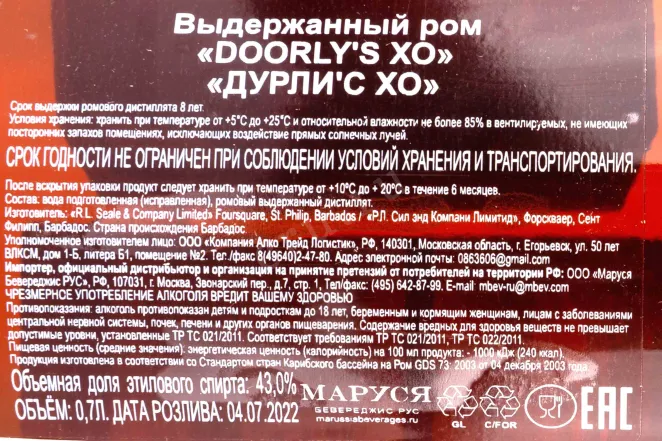 Выдержанный ром
«DOORLY'S XO»
«ДУРЛИ'С ХО»
Срок выдержки ромового дистиллята 8 лет.
Условия хранения: хранить при температуре от +5°С до +25°С и относительной влажности не более 85% в вентилируемых, не имеющих
посторонних запахов помещениях, исключающих воздействие прямых солнечных лучей.
СРОК ГОДНОСТИ НЕ ОГРАНИЧЕН ПРИ СОБЛЮДЕНИИ УСЛОВИЙ ХРАНЕНИЯ И ТРАНСПОРТИРОВАНИЯ.
После вскрытия упаковки продукт следует хранить при температуре от +10°С до + 20°С в течение 6 месяцев.
Состав: вода подготовленная (исправленная), ромовый выдержанный дистиллят.
Изготовитель: «R.L. Seale & Company Limited» Foursquare, St. Philip, Barbados / «Р.Л. Сил энд Компани Лимитид», Форсквaер, Сент
Филипп, Барбадос. Страна происхождения Барбадос.
Уполномоченное изготовителем лицо: ООО «Компания Алко Трейд Логистик», РФ, 140301, Московская область, г. Егорьевск, ул. 50 лет
ВЛКСМ, дом 1-Б, литера Б1, помещение №2. Тел./факс 8(49640)2-47-80. Адрес электронной почты: 0863606@gmail.com
Импортер, официальный дистрибьютор и организация на принятие претензий от потребителей на территории РФ: ООО «Маруся
Бевереджис РУС», РФ, 107031, г. Москва, Звонарский пер., д.7, стр. 1, Тел/факс: (495) 642-87-99. E-mail: mbev-ru@mbev.com
ЧРЕЗМЕРНОЕ УПОТРЕБЛЕНИЕ АЛКОГОЛЯ ВРЕДИТ ВАШЕМУ ЗДОРОВЬЮ
Противопоказания: алкоголь противопоказан детям и подросткам до 18 лет, беременным и кормящим женщинам, лицам с заболеваниями
центральной нервной системы, почек, печени и других органов пищеварения. Содержание вредных для здоровья веществ не превышает
допустимые уровни, установленные ТР ТС 021/2011. Соответствует требованиям ТР ТС 021/2011, ТР ТС 022/2011.
Пищевая ценность (средние значения): энергетическая ценность (калорийность) на 100 мл продукта: - 1000 кДж (240 ккал).
Продукция изготовлена в соответствии со Стандартом стран Карибского бассейна на Ром GDS 73: 2003 от 04 декабря 2003 года
Объемная доля этилового спирта: 43,0%
ОБЪЁМ: 0,7Л. ДАТА РОЗЛИВА: 04.07.2022
МАРУСЯ
БЕВЕРЕДЖИС РУС
marussiabeverages.ru
GL
C/FOR
EAC